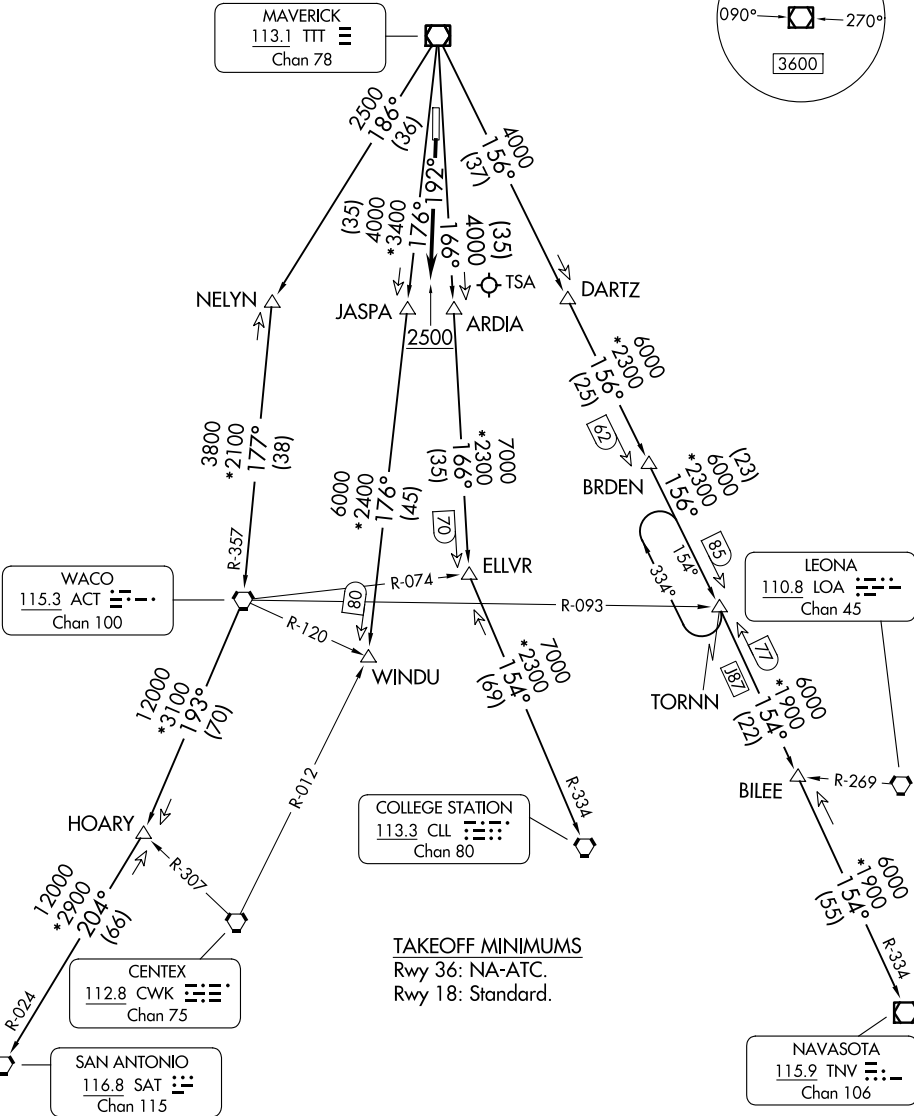 MAVERICK
113.1 TTT
Chan 78
090°
270°
3600
2500
186°
(36)
(35)
4000
*3400
176°
192°
4000
166°
(35)
4000
156°
(37)
TSA
NELYN
JASPA
ARDIA
DARTZ
2500
6000
*2300
156°
(25)
62
3800
*2100
177°
(38)
6000
*2400
176°
(45)
7000
*2300
166°
(35)
BRDEN
(23)
6000
*2300
156°
70
85
154°
334°
R-357
WACO
115.3 ACT
Chan 100
R-074
ELLVR
LEONA
110.8 LOA
Chan 45
80
R-093
R-120
WINDU
TORNN
77
J87
6000
*1900
154°
(22)
12000
*3100
193°
(70)
7000
*2300
154°
(69)
R-012
BILEE
R-269
HOARY
COLLEGE STATION
113.3 CLL
Chan 80
R-334
R-307
12000
*2900
204°
(66)
6000
*1900
154°
(55)
R-334
TAKEOFF MINIMUMS
Rwy 36: NA-ATC.
Rwy 18: Standard.
CENTEX
112.8 CWK
Chan 75
R-024
SAN ANTONIO
116.8 SAT
Chan 115
NAVASOTA
115.9 TNV
Chan 106